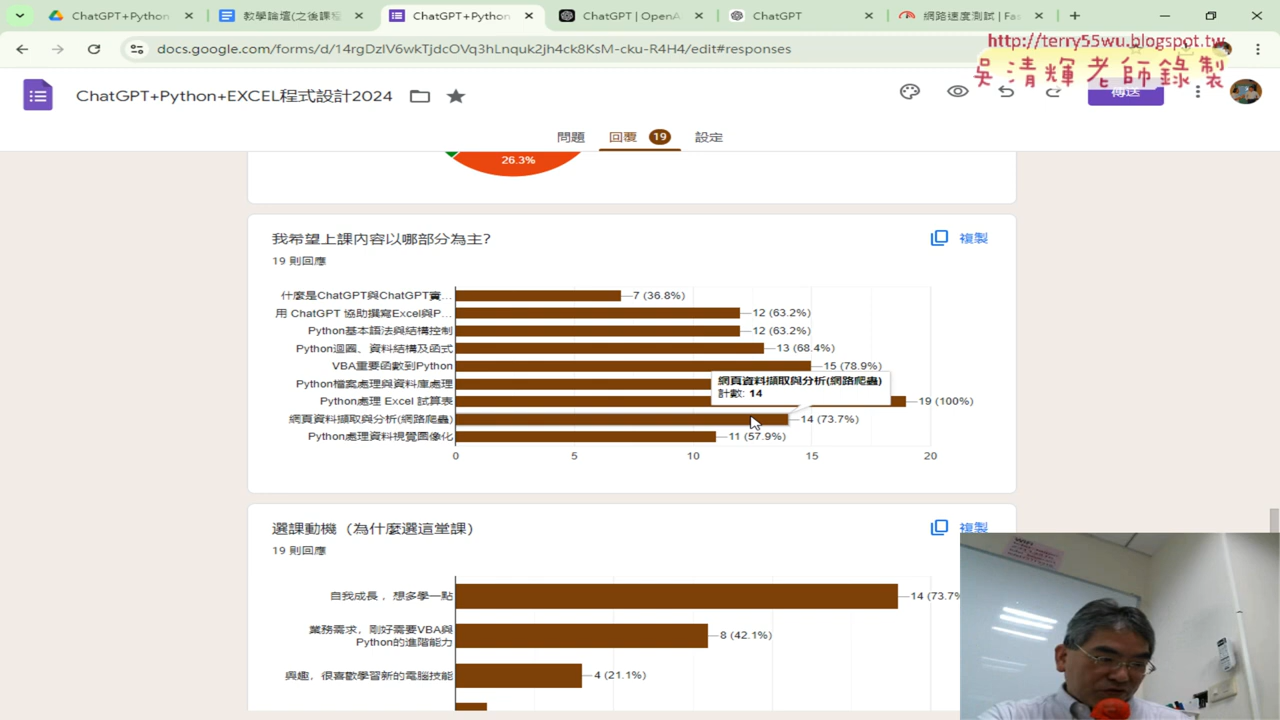 ChatGPT+Python
教學論壇(之後課程
ChatGPT+Python
ChatGPT | OpenA
ChatGPT
網路速度測試 | Fas
docs.google.com/forms/d/14rgDzlV6wkTjdcOVq3hLnquk2jh4ck8KsM-cku-R4H4/edit#responses
http://terry55wu.blogspot.tw
吳清輝老師錄製
ChatGPT+Python+EXCEL程式設計2024
傳送
問題
回覆 19
設定
26.3%
我希望上課內容以哪部分為主?
複製
19 則回應
什麼是ChatGPT與ChatGPT實...
7 (36.8%)
用 ChatGPT 協助撰寫Excel與P...
12 (63.2%)
Python基本語法與結構控制
12 (63.2%)
Python迴圈、資料結構及函式
13 (68.4%)
VBA重要函數到Python
15 (78.9%)
Python檔案處理與資料庫處理
網頁資料擷取與分析(網路爬蟲)
計數: 14
Python處理 Excel 試算表
19 (100%)
網頁資料擷取與分析(網路爬蟲)
14 (73.7%)
Python處理資料視覺圖像化
11 (57.9%)
0 5 10 15 20
選課動機（為什麼選這堂課）
複製
19 則回應
自我成長，想多學一點
14 (73.7%
業務需求，剛好需要VBA與
Python的進階能力
8 (42.1%)
興趣，很喜歡學習新的電腦技能
4 (21.1%)